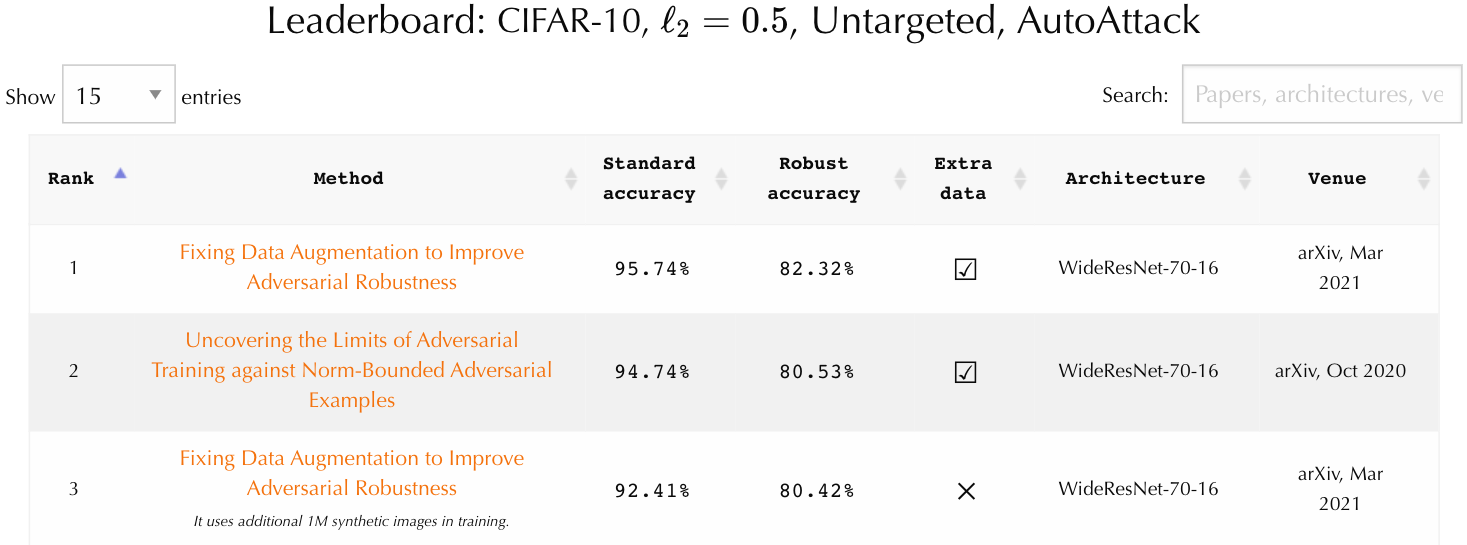 Leaderboard: CIFAR-10, ℓ₂ = 0.5, Untargeted, AutoAttack
Show 15 entries
Search: Papers, architectures, ve
Rank Method Standard accuracy Robust accuracy Extra data Architecture Venue
1 Fixing Data Augmentation to Improve Adversarial Robustness 95.74% 82.32% ☑ WideResNet-70-16 arXiv, Mar 2021
2 Uncovering the Limits of Adversarial Training against Norm-Bounded Adversarial Examples 94.74% 80.53% ☑ WideResNet-70-16 arXiv, Oct 2020
3 Fixing Data Augmentation to Improve Adversarial Robustness 92.41% 80.42% × WideResNet-70-16 arXiv, Mar 2021
It uses additional 1M synthetic images in training.